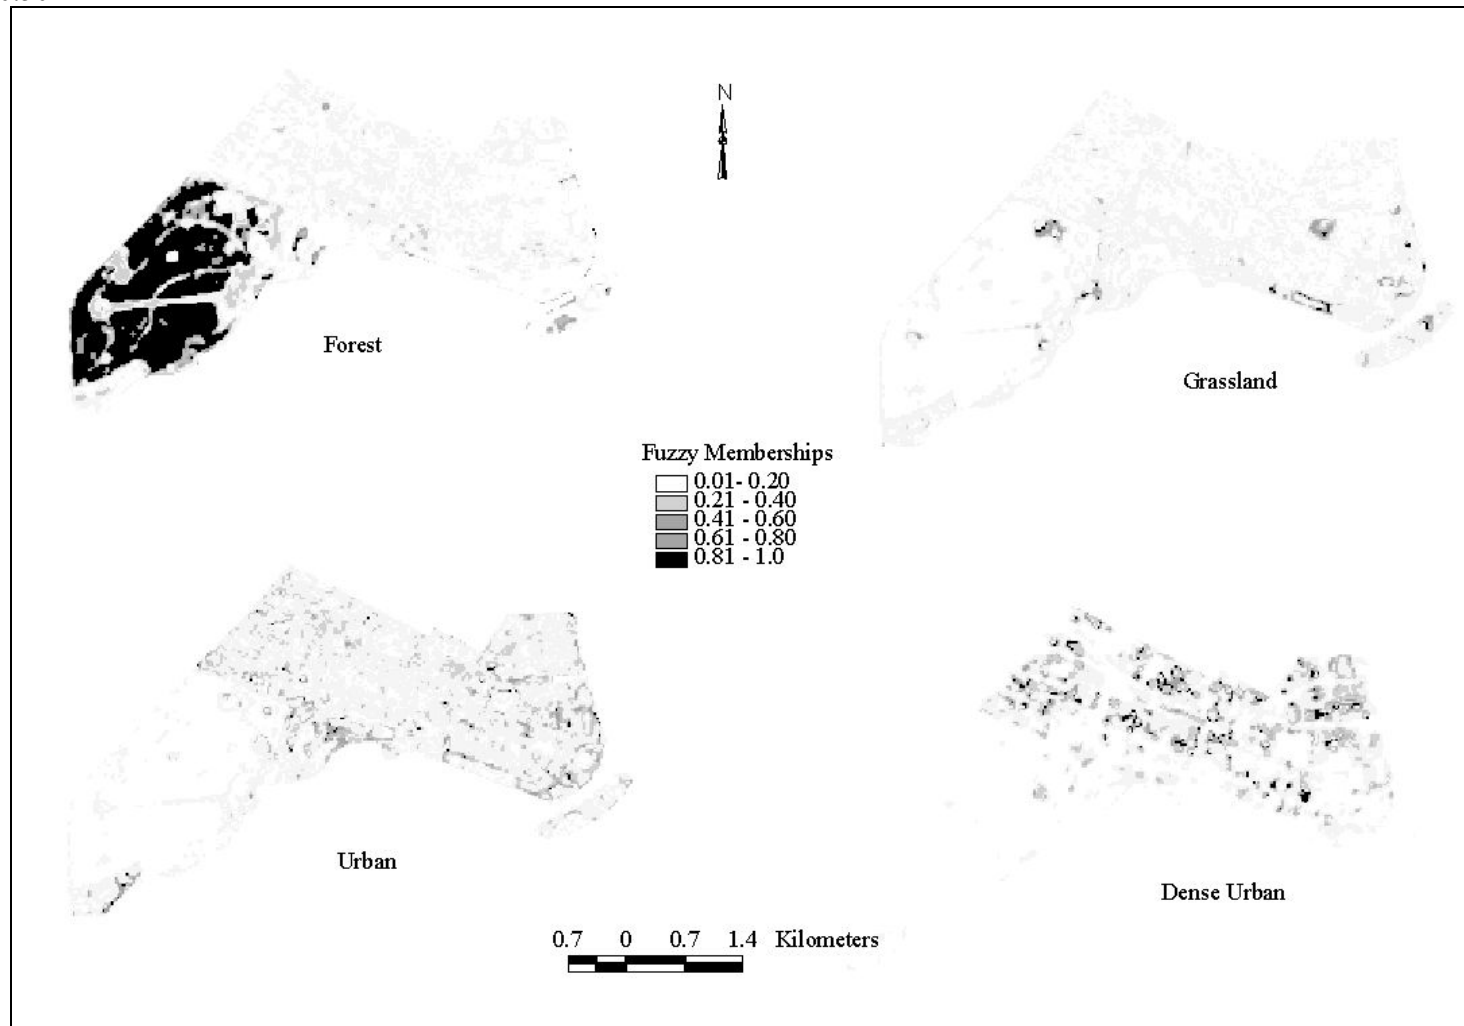 N
Forest
Grassland
Fuzzy Memberships
0.01- 0.20
0.21 - 0.40
0.41 - 0.60
0.61 - 0.80
0.81 - 1.0
Urban
Dense Urban
0.7 0 0.7 1.4 Kilometers